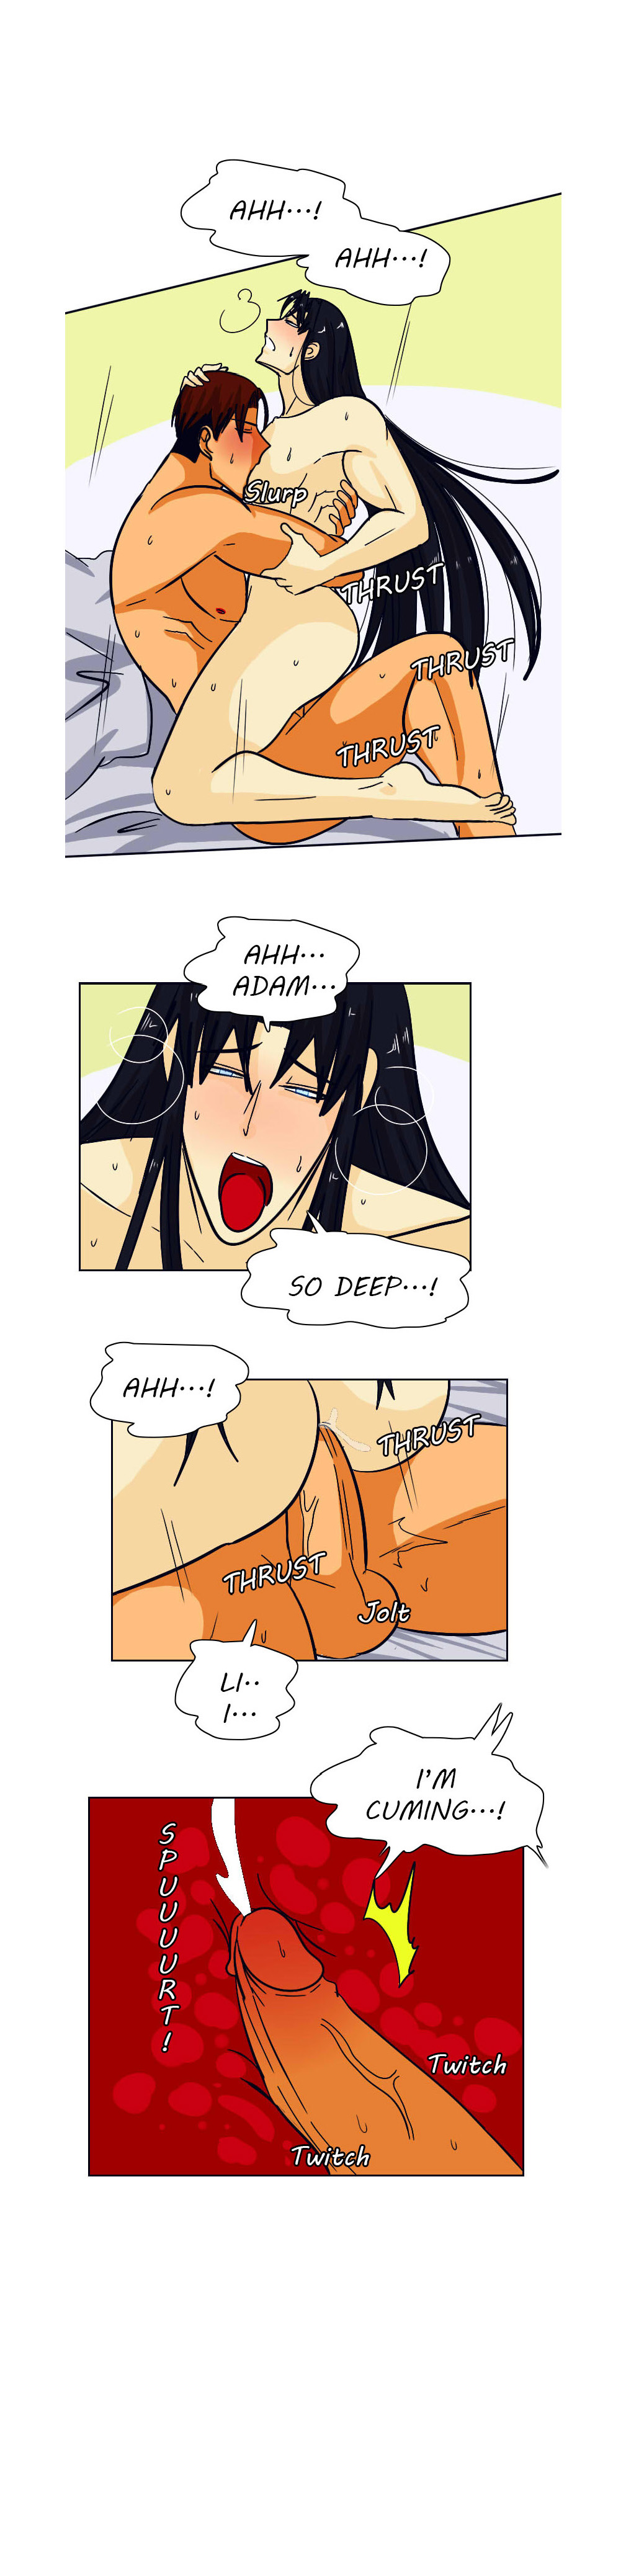 AHH...!
AHH...!
Slurp
THRUST
THRUST
THRUST
AHH...
ADAM...
SO DEEP...!
AHH...!
THRUST
THRUST
Jolt
LI..
I...
I'M
CUMING...!
SPUUUURT!
Twitch
Twitch